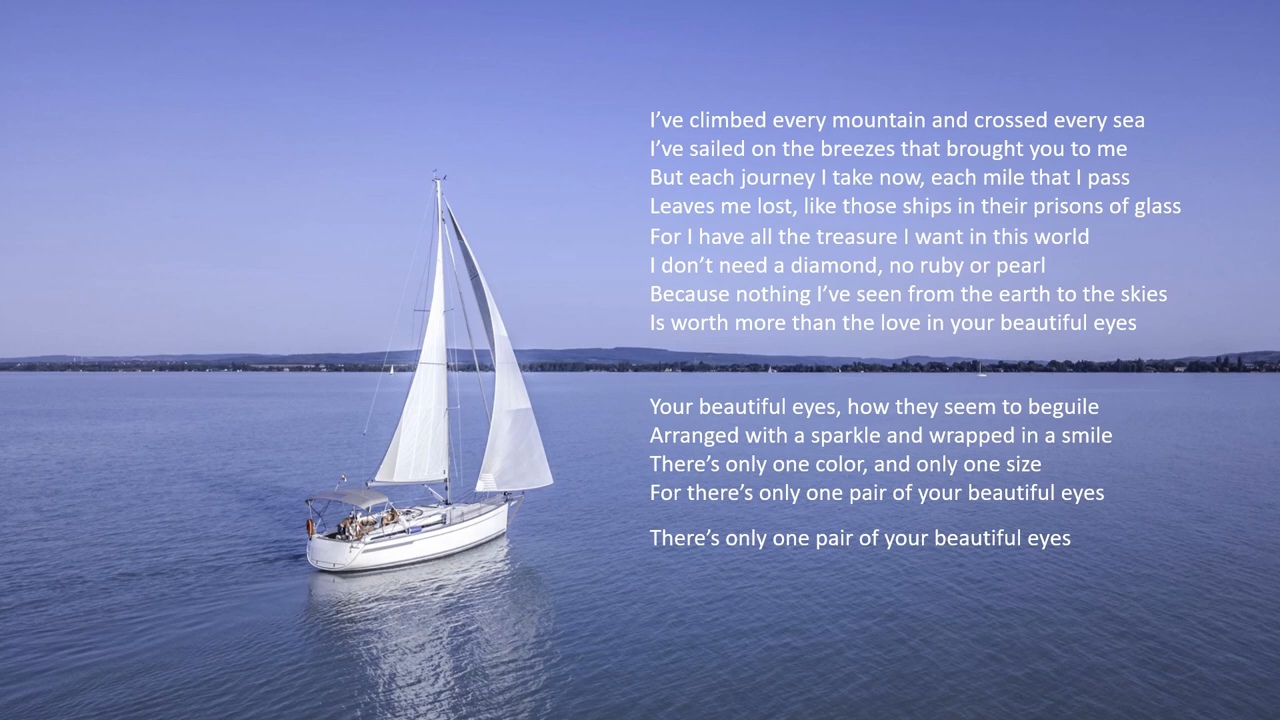 I’ve climbed every mountain and crossed every sea
I’ve sailed on the breezes that brought you to me
But each journey I take now, each mile that I pass
Leaves me lost, like those ships in their prisons of glass
For I have all the treasure I want in this world
I don’t need a diamond, no ruby or pearl
Because nothing I’ve seen from the earth to the skies
Is worth more than the love in your beautiful eyes
Your beautiful eyes, how they seem to beguile
Arranged with a sparkle and wrapped in a smile
There’s only one color, and only one size
For there’s only one pair of your beautiful eyes
There’s only one pair of your beautiful eyes